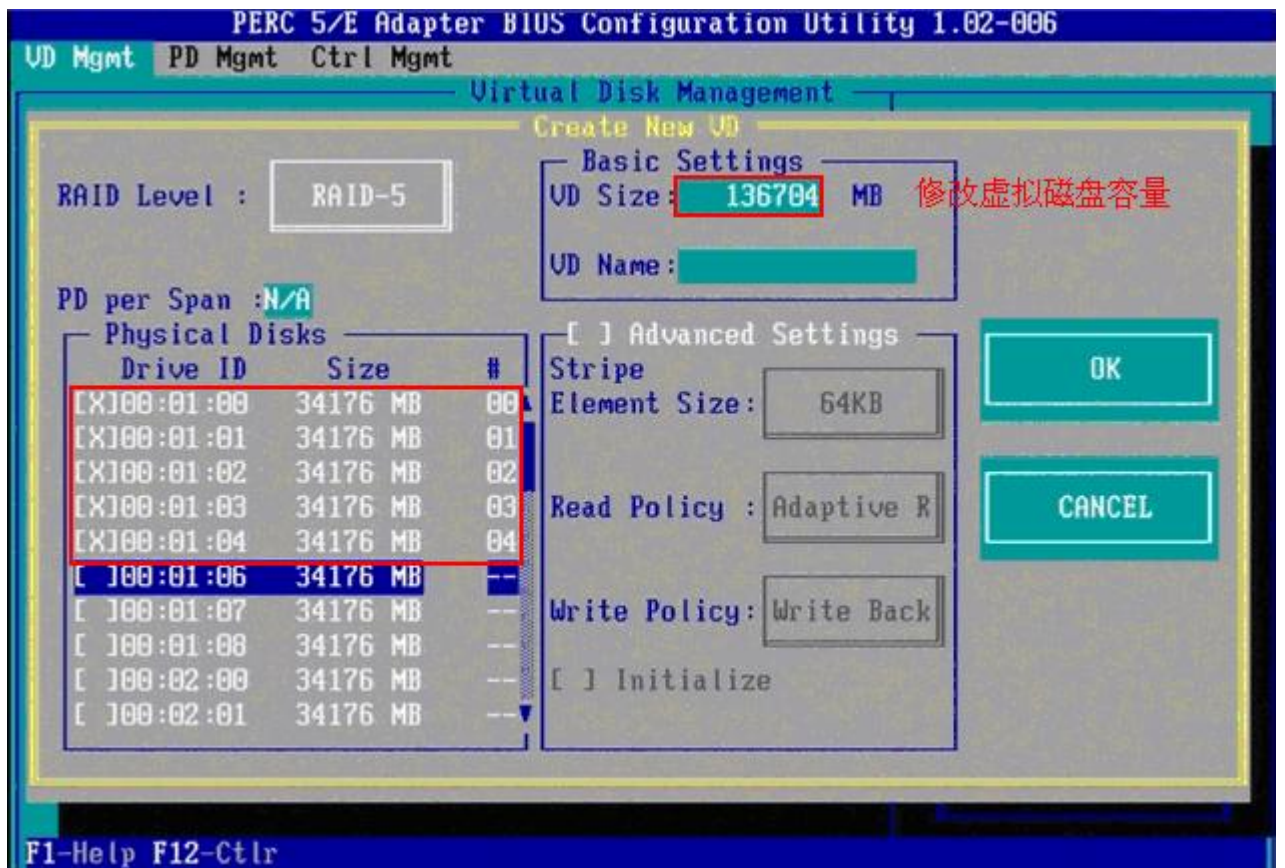 PERC 5/E Adapter BIOS Configuration Utility 1.02-006
VD Mgmt PD Mgmt Ctrl Mgmt
Virtual Disk Management
Create New VD
RAID Level : RAID-5
Basic Settings
VD Size: 136704 MB 修改虚拟磁盘容量
VD Name:
PD per Span :N/A
Physical Disks
Drive ID Size #
[X]00:01:00 34176 MB 00
[X]00:01:01 34176 MB 01
[X]00:01:02 34176 MB 02
[X]00:01:03 34176 MB 03
[X]00:01:04 34176 MB 04
[ ]00:01:06 34176 MB --
[ ]00:01:07 34176 MB --
[ ]00:01:08 34176 MB --
[ ]00:02:00 34176 MB --
[ ]00:02:01 34176 MB --
[ ] Advanced Settings
Stripe
Element Size: 64KB
Read Policy : Adaptive R
Write Policy: Write Back
[ ] Initialize
OK
CANCEL
F1-Help F12-Ctlr